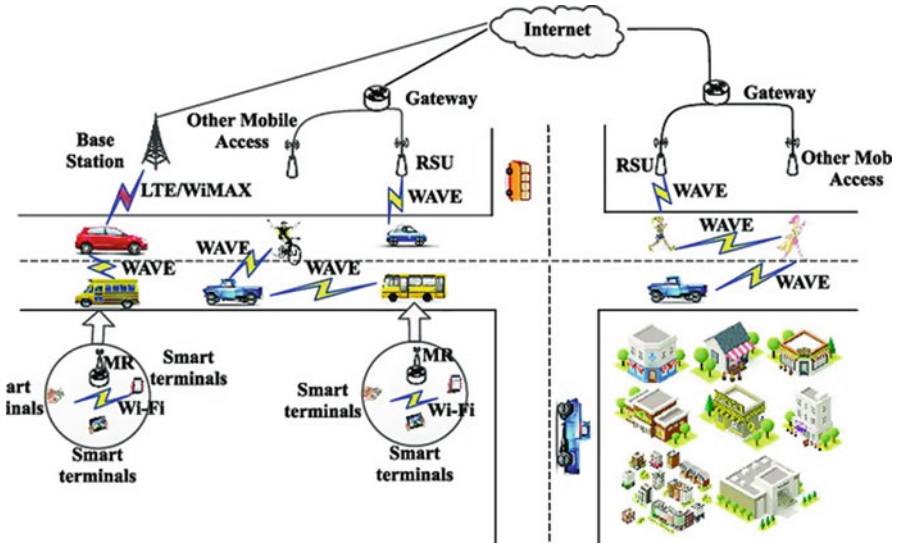 Internet
Gateway
Gateway
Other Mobile
Access
Base
Station
RSU
RSU
Other Mob
Access
LTE/WiMAX
WAVE
WAVE
WAVE
WAVE
WAVE
WAVE
WAVE
MR
Smart
terminals
art
inals
Wi-Fi
Smart
terminals
MR
Smart
terminals
Wi-Fi
Smart
terminals